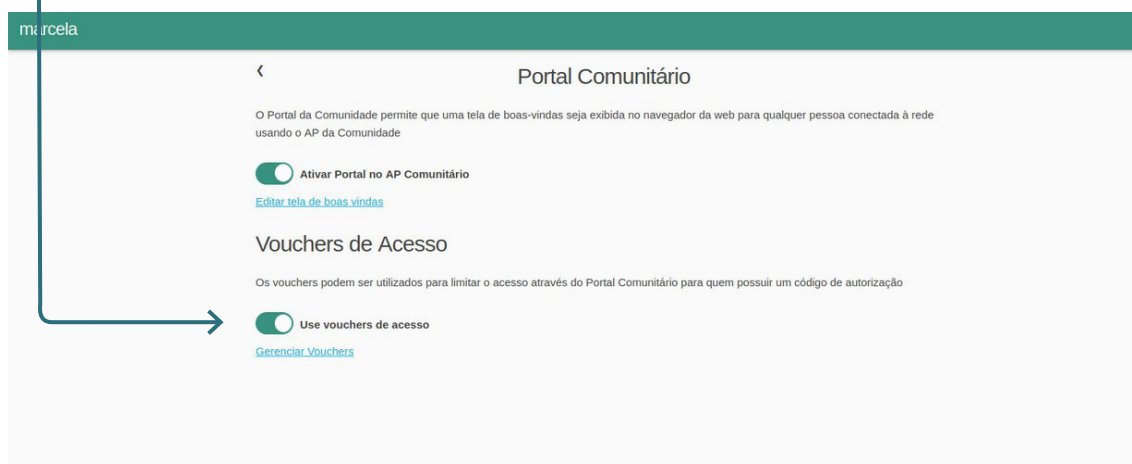 marcela
Portal Comunitário
O Portal da Comunidade permite que uma tela de boas-vindas seja exibida no navegador da web para qualquer pessoa conectada à rede
usando o AP da Comunidade
Ativar Portal no AP Comunitário
Editar tela de boas vindas
Vouchers de Acesso
Os vouchers podem ser utilizados para limitar o acesso através do Portal Comunitário para quem possuir um código de autorização
Use vouchers de acesso
Gerenciar Vouchers